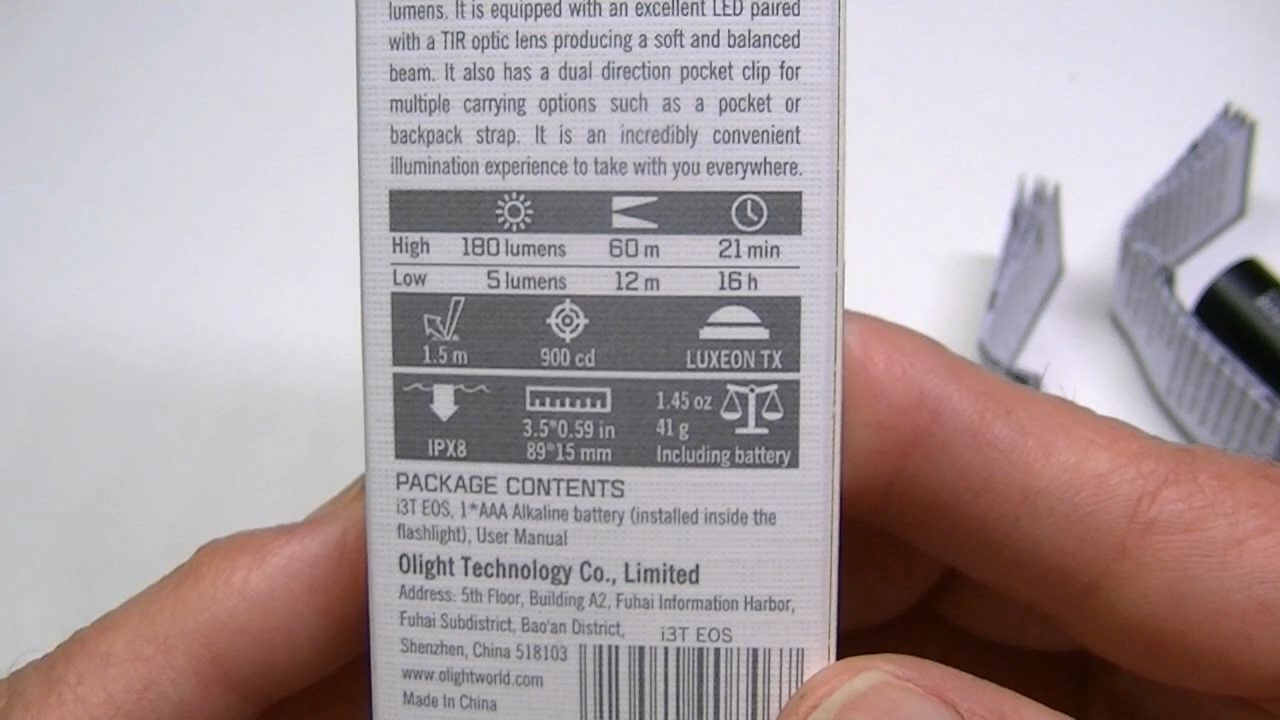 lumens. It is equipped with an excellent LED paired
with a TIR optic lens producing a soft and balanced
beam. It also has a dual direction pocket clip for
multiple carrying options such as a pocket or
backpack strap. It is an incredibly convenient
illumination experience to take with you everywhere.
High 180 lumens 60 m 21 min
Low 5 lumens 12 m 16 h
1.5 m 900 cd LUXEON TX
IPX8
3.5*0.59 in
89*15 mm
1.45 oz
41 g
Including battery
PACKAGE CONTENTS
i3T EOS, 1*AAA Alkaline battery (installed inside the
flashlight), User Manual
Olight Technology Co., Limited
Address: 5th Floor, Building A2, Fuhai Information Harbor,
Fuhai Subdistrict, Bao'an District,
Shenzhen, China 518103
www.olightworld.com
Made In China
i3T EOS